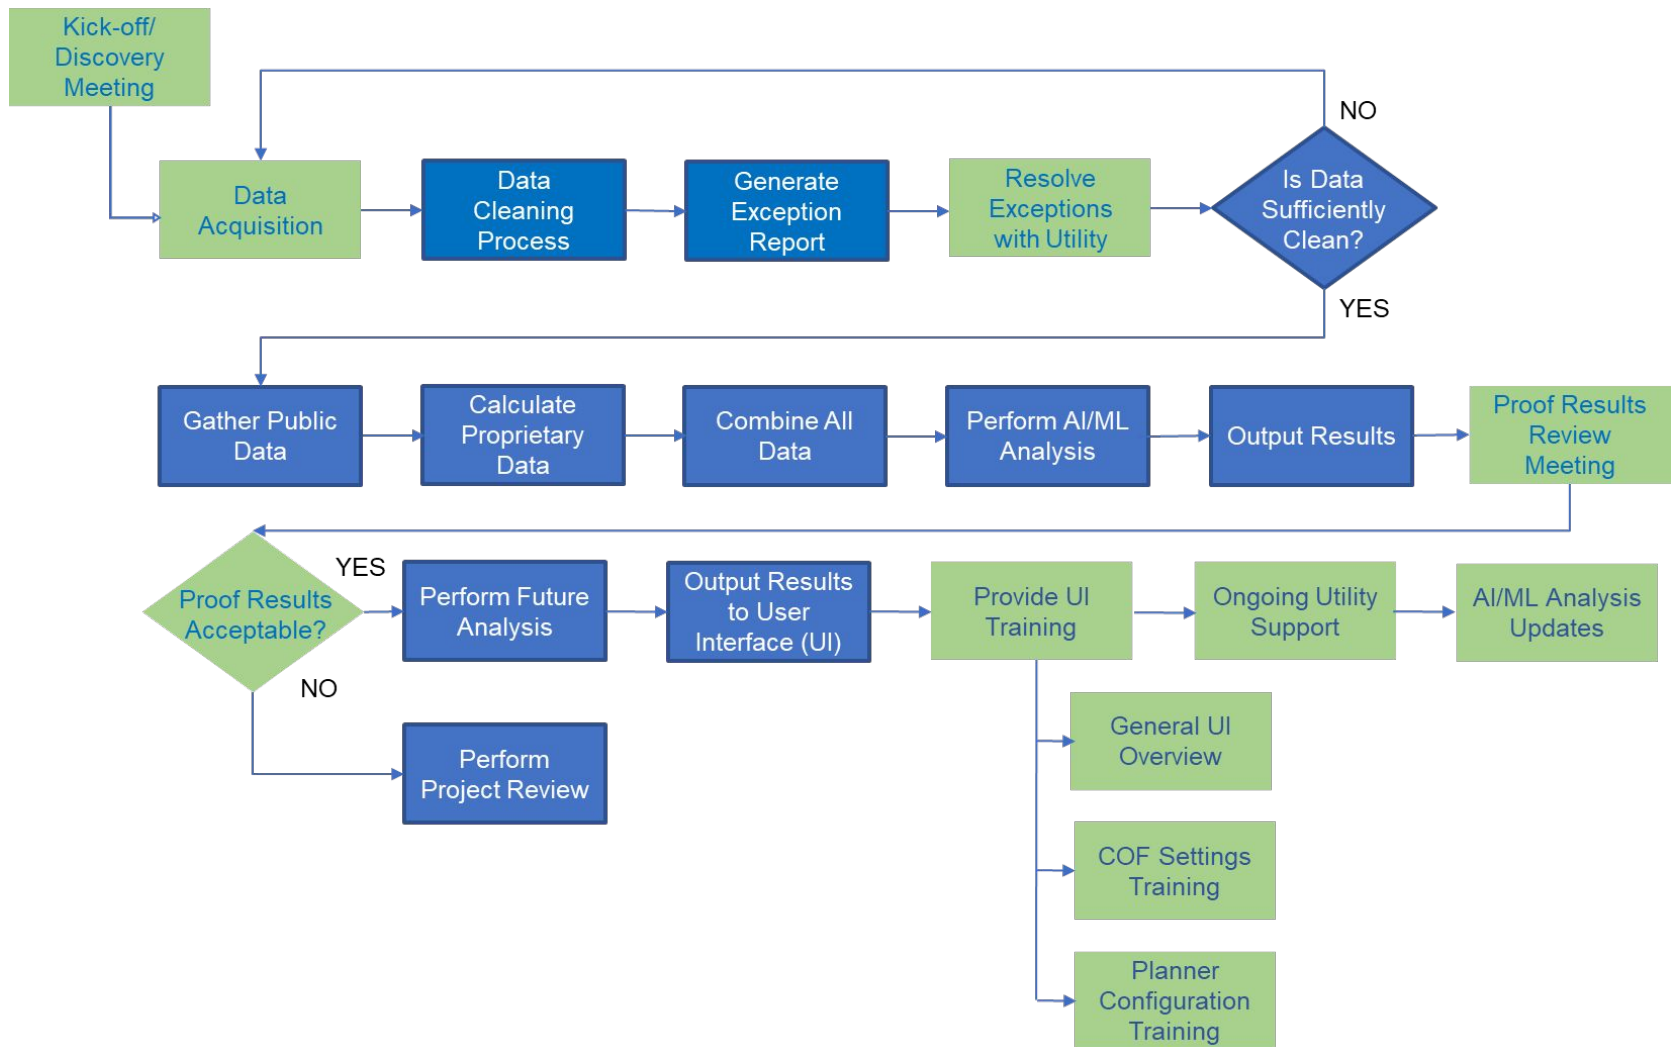 Kick-off/
Discovery
Meeting
NO
Data
Acquisition
Data
Cleaning
Process
Generate
Exception
Report
Resolve
Exceptions
with Utility
Is Data
Sufficiently
Clean?
YES
Gather Public
Data
Calculate
Proprietary
Data
Combine All
Data
Perform AI/ML
Analysis
Output Results
Proof Results
Review
Meeting
Proof Results
Acceptable?
YES
Perform Future
Analysis
Output Results
to User
Interface (UI)
Provide UI
Training
Ongoing Utility
Support
AI/ML Analysis
Updates
NO
Perform
Project Review
General UI
Overview
COF Settings
Training
Planner
Configuration
Training